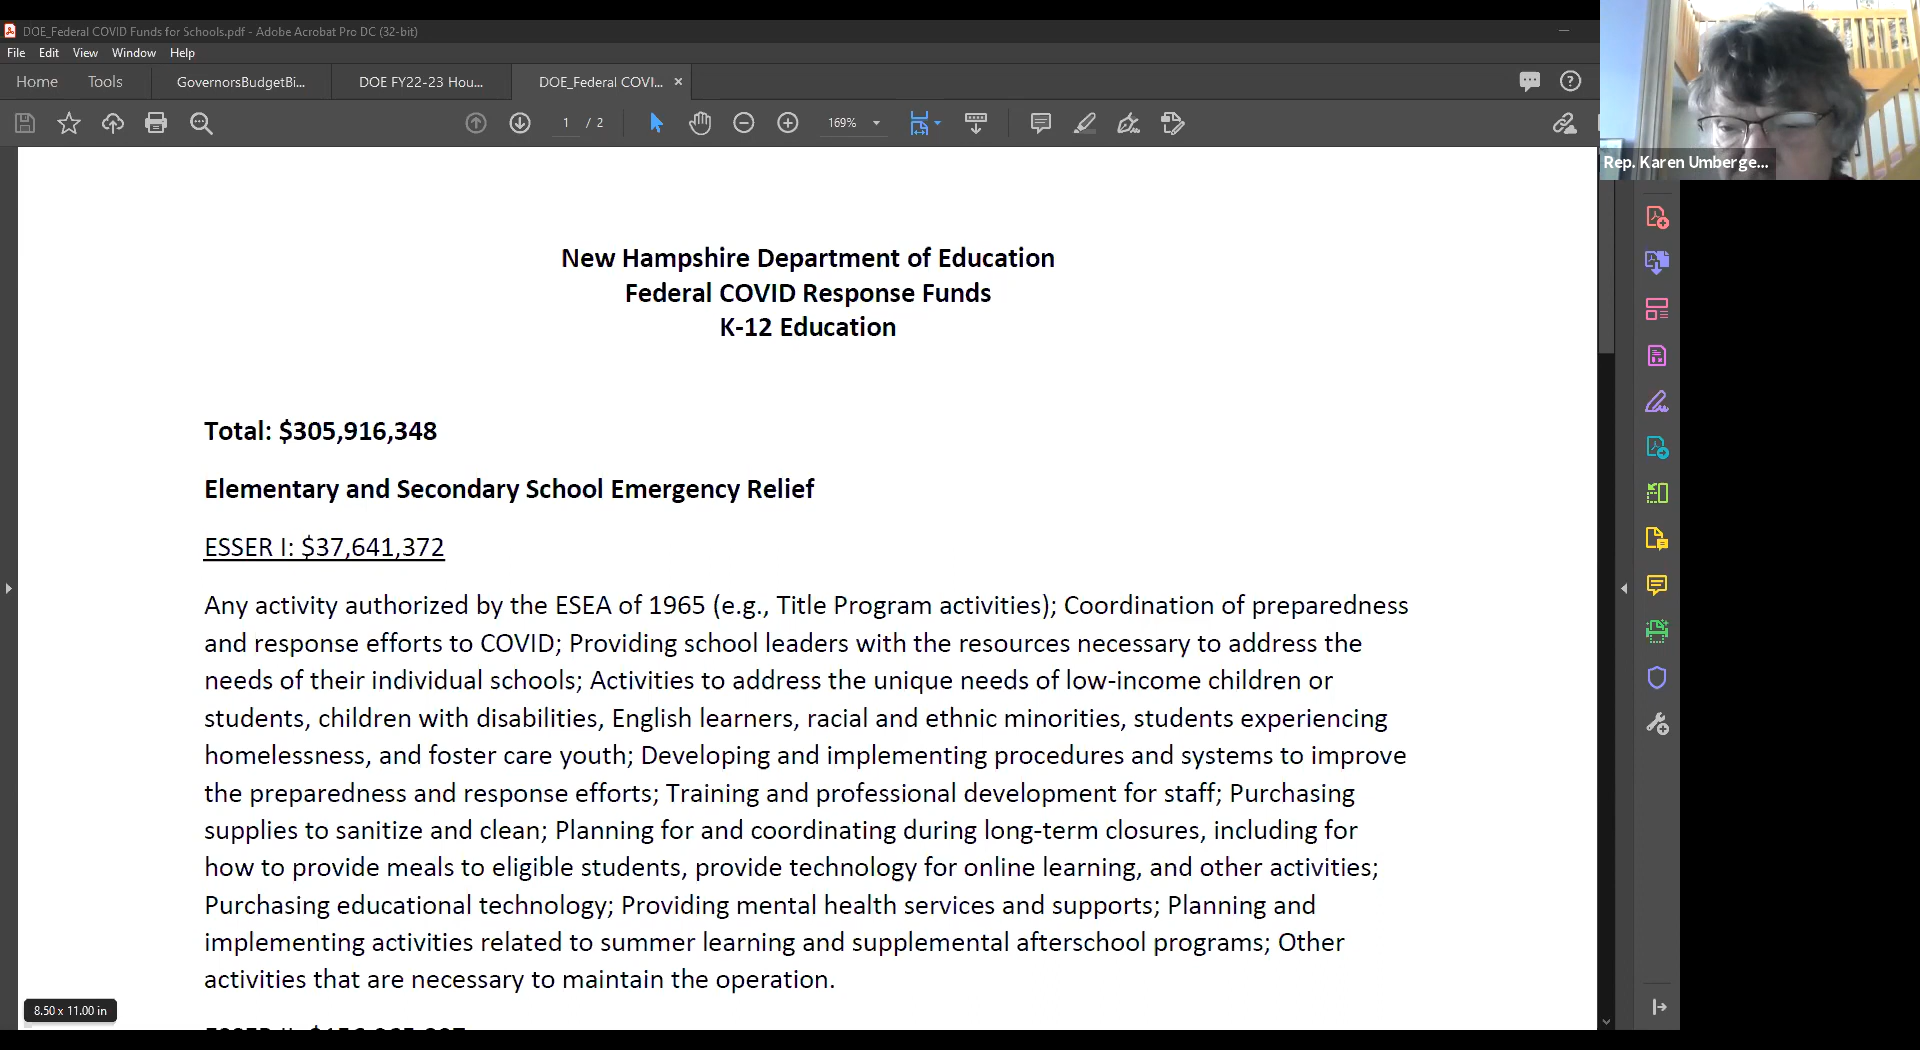 DOE_Federal COVID Funds for Schools.pdf - Adobe Acrobat Pro DC (32-bit)
File Edit View Window Help
Home Tools GovernorsBudgetBi... DOE FY22-23 Hou... DOE_Federal COVI... ×
1 / 2 169%
Rep. Karen Umberge...
New Hampshire Department of Education
Federal COVID Response Funds
K-12 Education
Total: $305,916,348
Elementary and Secondary School Emergency Relief
ESSER I: $37,641,372
Any activity authorized by the ESEA of 1965 (e.g., Title Program activities); Coordination of preparedness
and response efforts to COVID; Providing school leaders with the resources necessary to address the
needs of their individual schools; Activities to address the unique needs of low-income children or
students, children with disabilities, English learners, racial and ethnic minorities, students experiencing
homelessness, and foster care youth; Developing and implementing procedures and systems to improve
the preparedness and response efforts; Training and professional development for staff; Purchasing
supplies to sanitize and clean; Planning for and coordinating during long-term closures, including for
how to provide meals to eligible students, provide technology for online learning, and other activities;
Purchasing educational technology; Providing mental health services and supports; Planning and
implementing activities related to summer learning and supplemental afterschool programs; Other
activities that are necessary to maintain the operation.
8.50 x 11.00 in